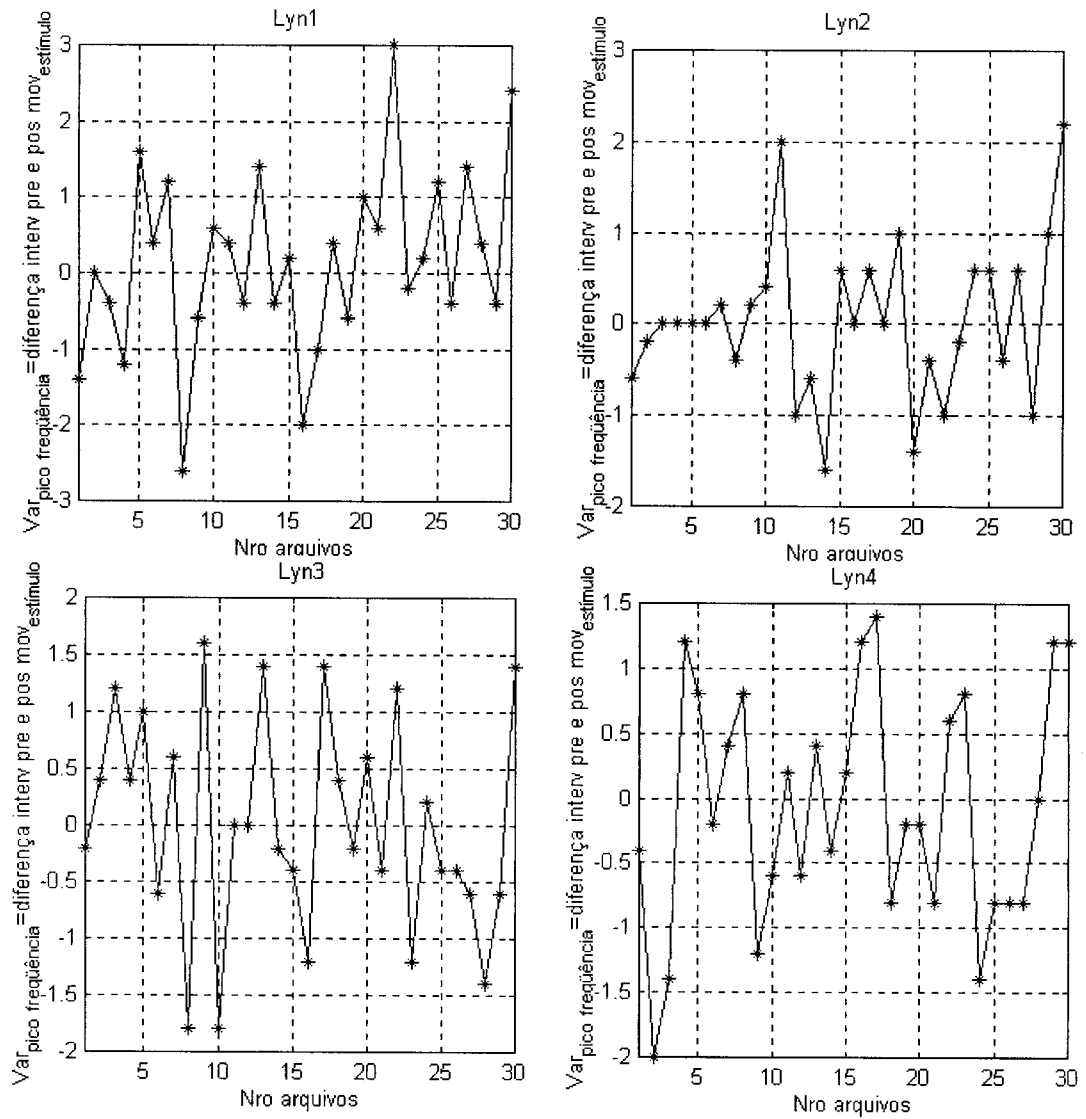 Lyn1
Var pico freqüência =diferença interv pre e pos mov estímulo
3
2
1
0
-1
-2
-3
5 10 15 20 25 30
Nro arquivos
Lyn2
Var pico freqüência =diferença interv pre e pos mov estímulo
3
2
1
0
-1
-2
5 10 15 20 25 30
Nro arquivos
Lyn3
Var pico freqüência =diferença interv pre e pos mov estímulo
2
1.5
1
0.5
0
-0.5
-1
-1.5
-2
5 10 15 20 25 30
Nro arquivos
Lyn4
Var pico freqüência =diferença interv pre e pos mov estímulo
1.5
1
0.5
0
-0.5
-1
-1.5
-2
5 10 15 20 25 30
Nro arquivos